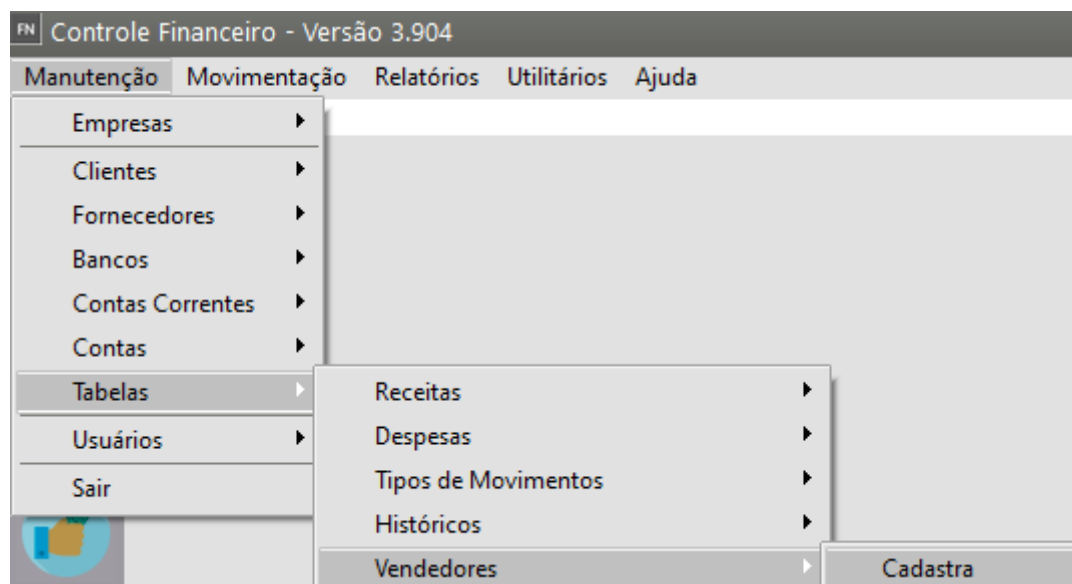 FN Controle Financeiro - Versão 3.904
Manutenção Movimentação Relatórios Utilitários Ajuda
Empresas
Clientes
Fornecedores
Bancos
Contas Correntes
Contas
Tabelas
Usuários
Sair
Receitas
Despesas
Tipos de Movimentos
Históricos
Vendedores
Cadastra